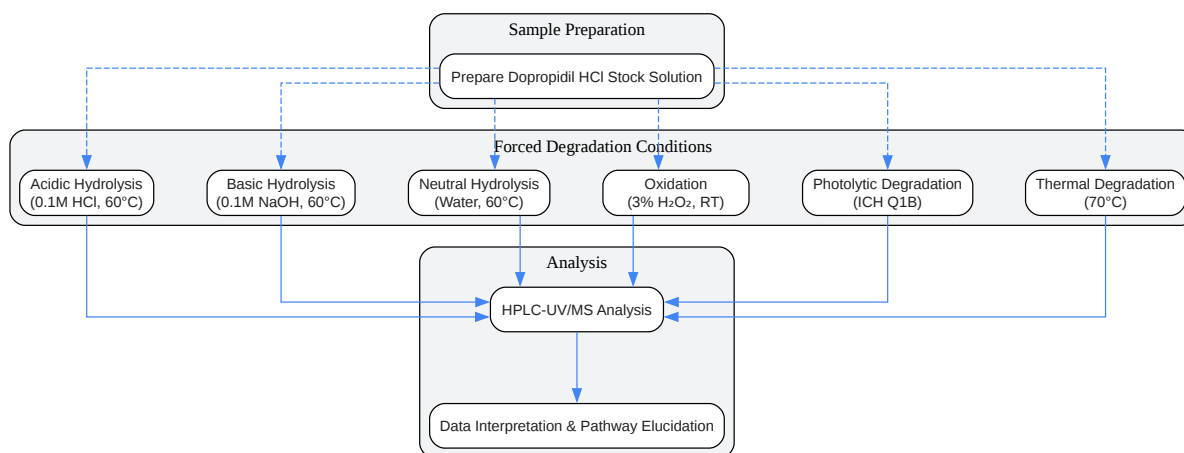 Sample Preparation
Prepare Dopropidil HCl Stock Solution
Forced Degradation Conditions
Acidic Hydrolysis
(0.1M HCl, 60°C)
Basic Hydrolysis
(0.1M NaOH, 60°C)
Neutral Hydrolysis
(Water, 60°C)
Oxidation
(3% H₂O₂, RT)
Photolytic Degradation
(ICH Q1B)
Thermal Degradation
(70°C)
Analysis
HPLC-UV/MS Analysis
Data Interpretation & Pathway Elucidation